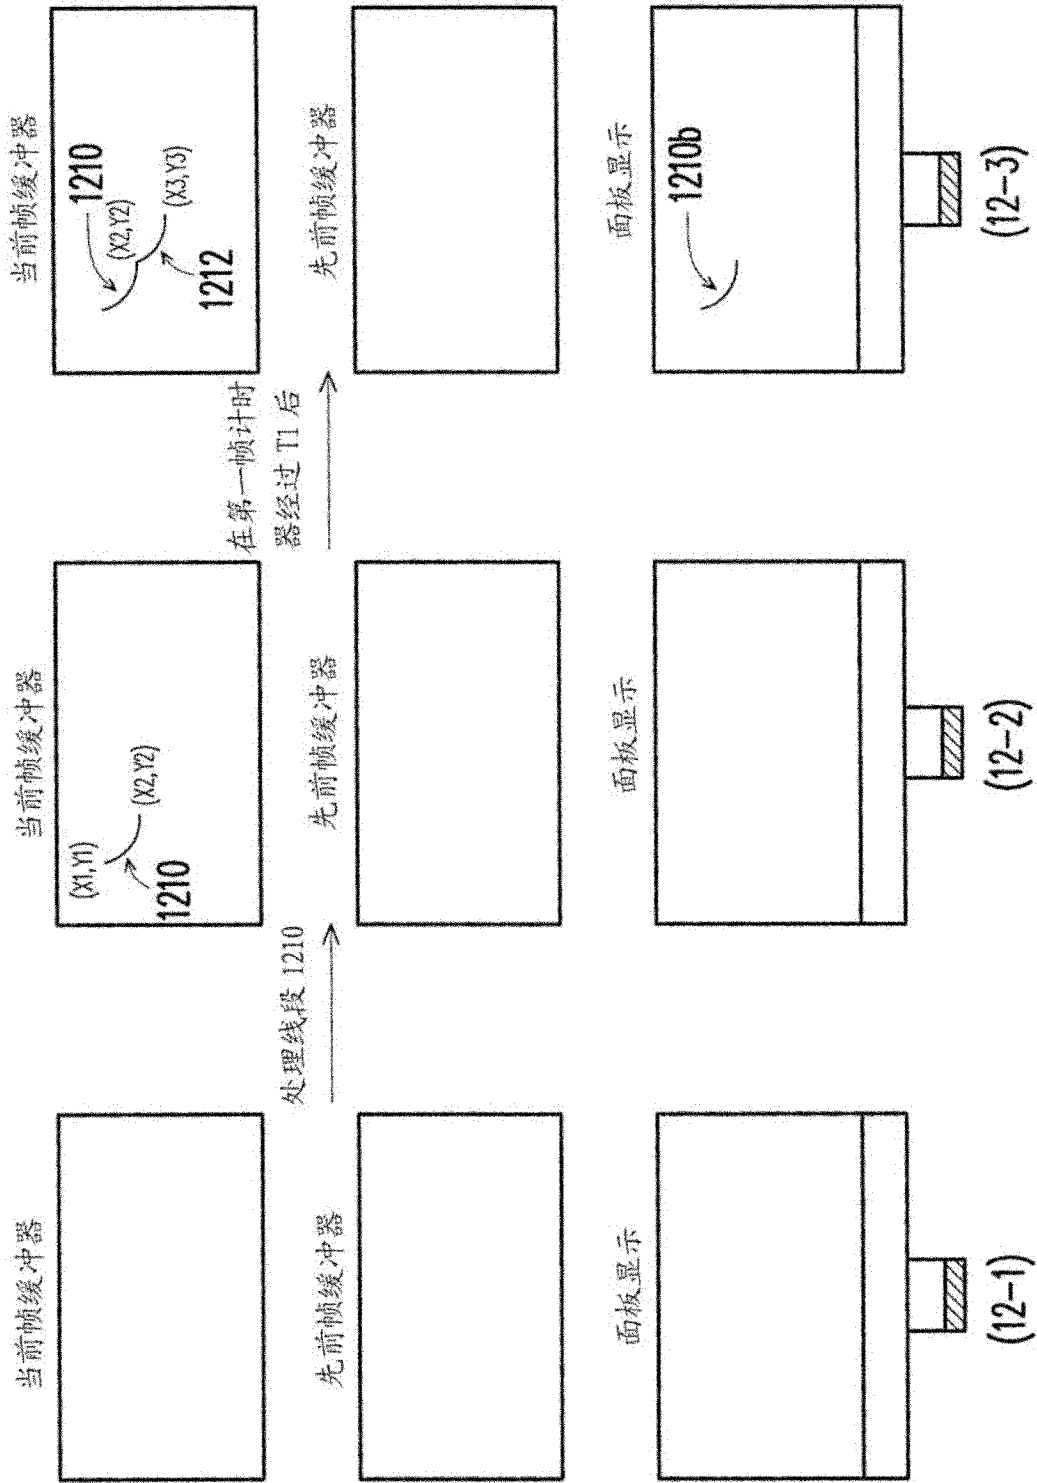 当前帧缓冲器
先前帧缓冲器
面板显示
(12-1)
处理线段 1210
当前帧缓冲器
(X1,Y1)
(X2,Y2)
1210
先前帧缓冲器
面板显示
(12-2)
在第一帧计时
器经过 T1 后
当前帧缓冲器
1210
(X2,Y2)
(X3,Y3)
1212
先前帧缓冲器
面板显示
1210b
(12-3)